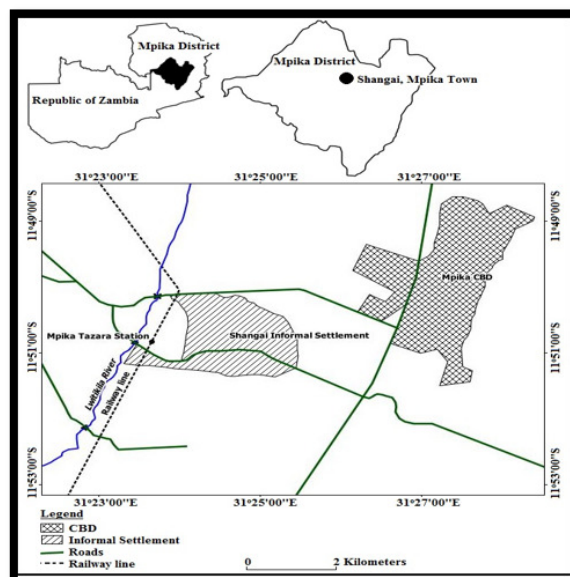 Mpika District
Republic of Zambia
Mpika District
Shangai, Mpika Town
31°23'00"E
31°25'00"E
31°27'00"E
11°49'00"S
11°49'00"S
Mpika CBD
Mpika Tazara Station
Shangai Informal Settlement
11°51'00"S
11°51'00"S
Lwitikila River
Railway line
11°53'00"S
11°53'00"S
31°23'00"E
31°25'00"E
31°27'00"E
Legend
CBD
Informal Settlement
Roads
Railway line
0 2 Kilometers